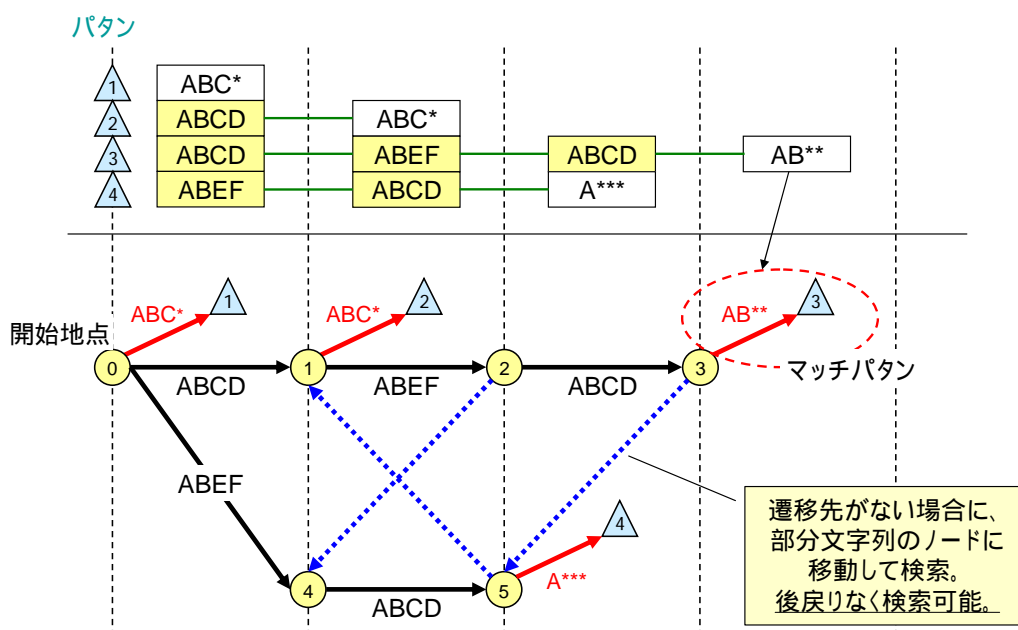 パタン
1
ABC*
2
ABCD
ABC*
3
ABCD
ABEF
ABCD
AB**
4
ABEF
ABCD
A***
ABC*
1
ABC*
2
AB**
3
開始地点
マッチパタン
0
ABCD
1
ABEF
2
ABCD
3
ABEF
遷移先がない場合に、
部分文字列のノードに
移動して検索。
後戻りなく検索可能。
4
A***
4
ABCD
5